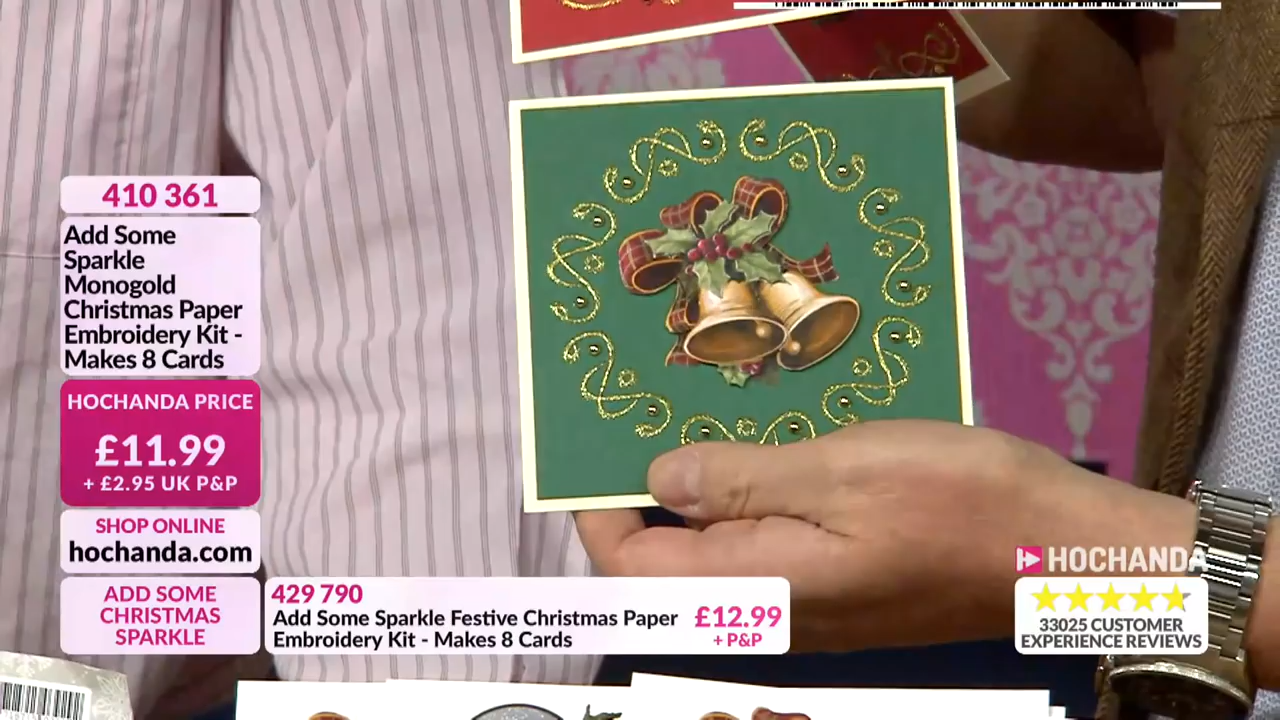 410 361
Add Some
Sparkle
Monogold
Christmas Paper
Embroidery Kit -
Makes 8 Cards
HOCHANDA PRICE
£11.99
+ £2.95 UK P&P
SHOP ONLINE
hochanda.com
ADD SOME
CHRISTMAS
SPARKLE
429 790
Add Some Sparkle Festive Christmas Paper
Embroidery Kit - Makes 8 Cards
£12.99
+ P&P
HOCHANDA
33025 CUSTOMER
EXPERIENCE REVIEWS